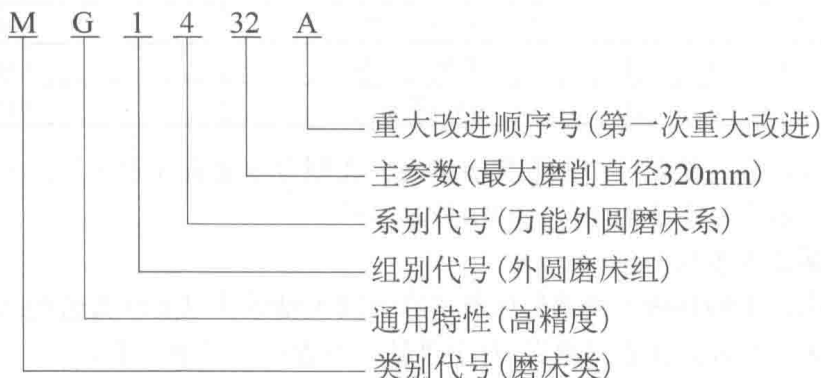 M G 1 4 32 A
重大改进顺序号(第一次重大改进)
主参数(最大磨削直径320mm)
系别代号(万能外圆磨床系)
组别代号(外圆磨床组)
通用特性(高精度)
类别代号(磨床类)